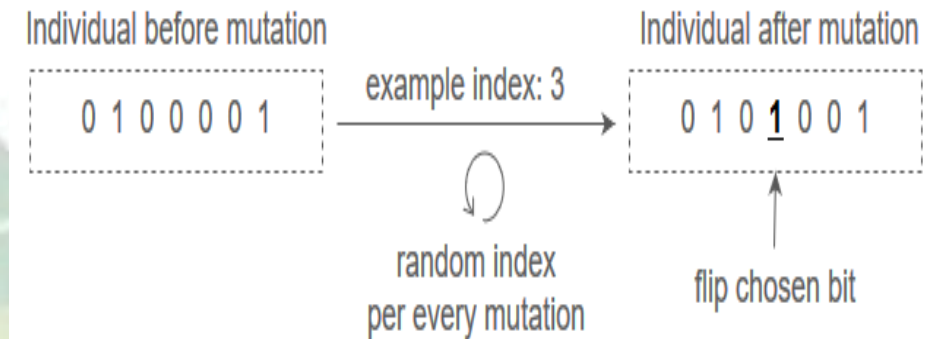 Individual before mutation
Individual after mutation
example index: 3
0 1 0 0 0 0 1
0 1 0 1 0 0 1
random index
per every mutation
flip chosen bit